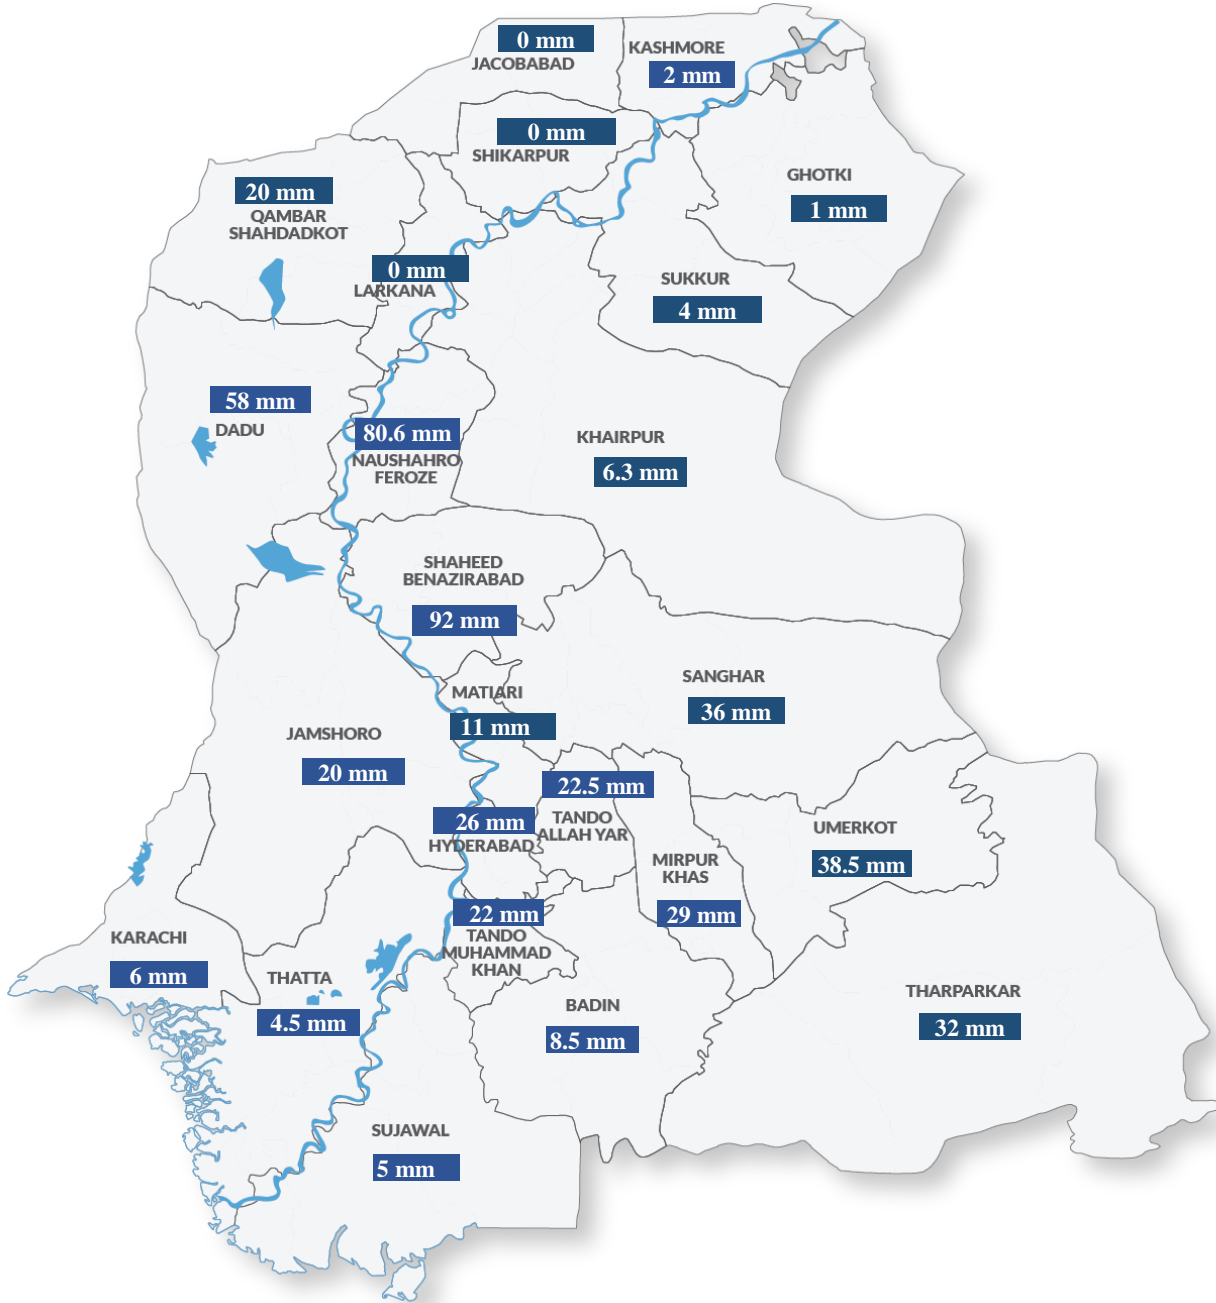 0 mm
JACOBABAD
KASHMORE
2 mm
0 mm
SHIKARPUR
GHOTKI
1 mm
20 mm
QAMBAR
SHAHDADKOT
0 mm
LARKANA
SUKKUR
4 mm
58 mm
DADU
80.6 mm
NAUSHAHRO
FEROZE
KHAIRPUR
6.3 mm
SHAHEED
BENAZIRABAD
92 mm
MATIARI
11 mm
SANGHAR
36 mm
JAMSHORO
20 mm
22.5 mm
TANDO
ALLAH YAR
26 mm
HYDERABAD
UMERKOT
38.5 mm
MIRPUR
KHAS
29 mm
22 mm
TANDO
MUHAMMAD
KHAN
KARACHI
6 mm
THATTA
4.5 mm
BADIN
8.5 mm
THARPARKAR
32 mm
SUJAWAL
5 mm